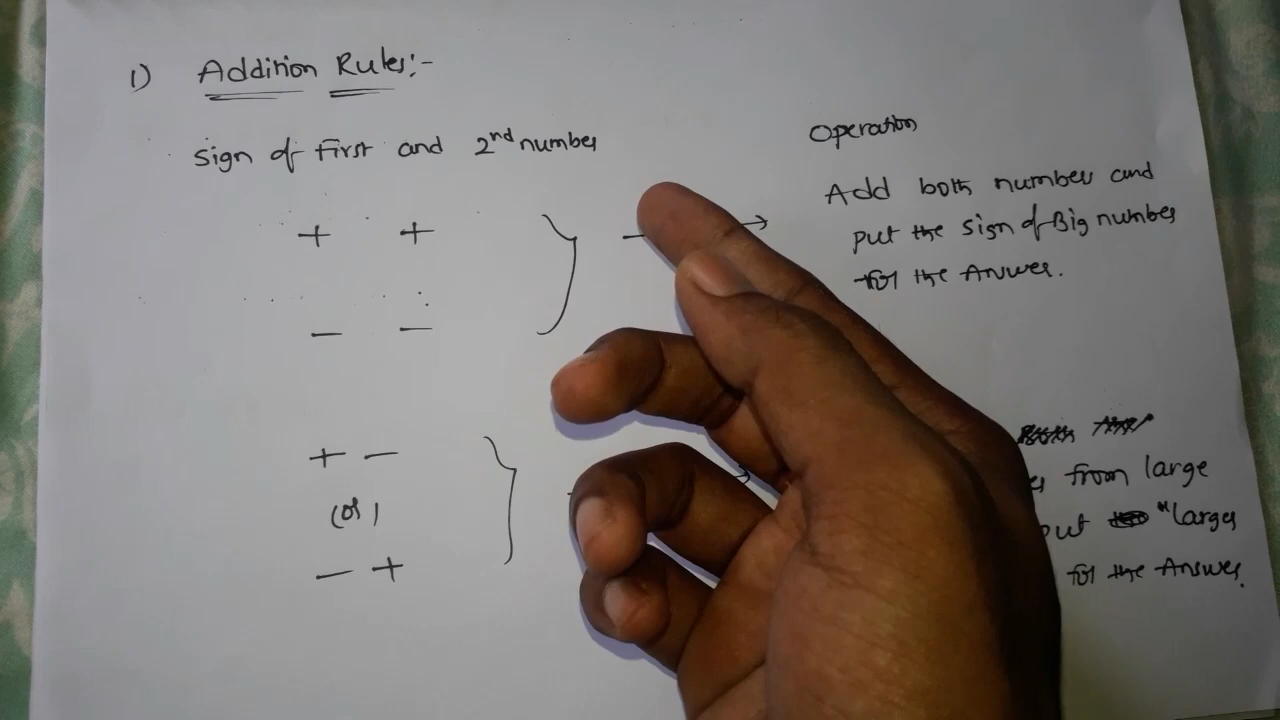 1) Addition Rules:-
Sign of first and 2nd number
Operation
+ +
- -
Add both number and
put the sign of Big number
for the Answer.
+ -
(or)
- +
from large
put "larger
for the Answer.